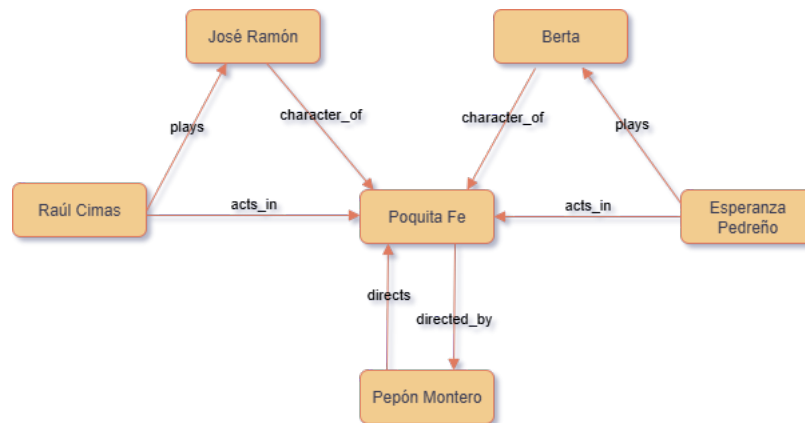 José Ramón
Berta
plays
character_of
character_of
plays
Raúl Cimas
acts_in
Poquita Fe
acts_in
Esperanza
Pedreño
directs
directed_by
Pepón Montero